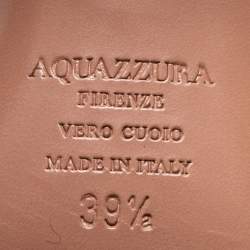 AQUAZZURA
FIRENZE
VERO CUOIO
MADE IN ITALY
39½